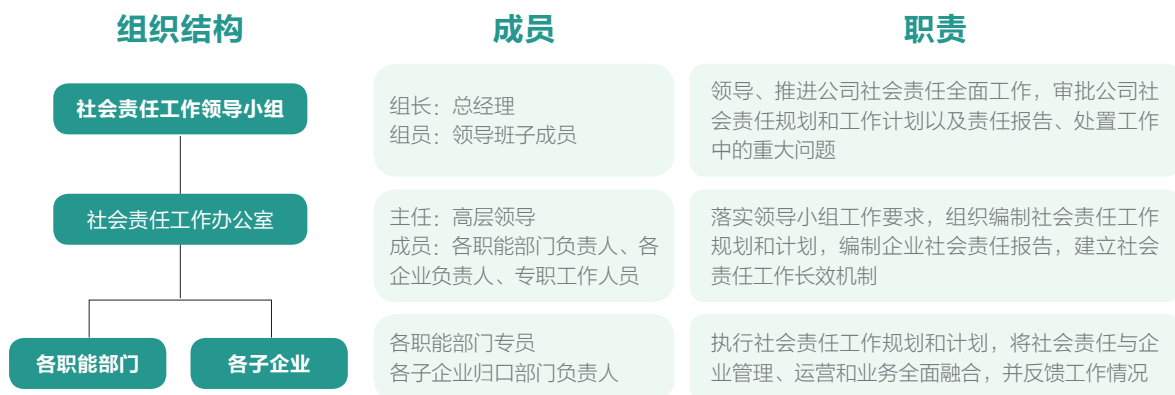 组织结构
成员
职责
社会责任工作领导小组
组长：总经理
组员：领导班子成员
领导、推进公司社会责任全面工作，审批公司社
会责任规划和工作计划以及责任报告、处置工作
中的重大问题
社会责任工作办公室
主任：高层领导
成员：各职能部门负责人、各
企业负责人、专职工作人员
落实领导小组工作要求，组织编制社会责任工作
规划和计划，编制企业社会责任报告，建立社会
责任工作长效机制
各职能部门
各子企业
各职能部门专员
各子企业归口部门负责人
执行社会责任工作规划和计划，将社会责任与企
业管理、运营和业务全面融合，并反馈工作情况